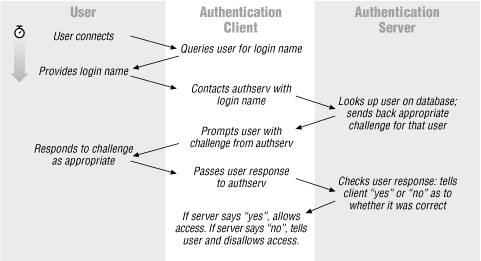 User
Authentication
Client
Authentication
Server
User connects
Queries user for login name
Provides login name
Contacts authserv with
login name
Looks up user on database;
sends back appropriate
challenge for that user
Prompts user with
challenge from authserv
Responds to challenge
as appropriate
Passes user response
to authserv
Checks user response: tells
client “yes” or “no” as to
whether it was correct
If server says “yes”, allows
access. If server says “no”, tells
user and disallows access.